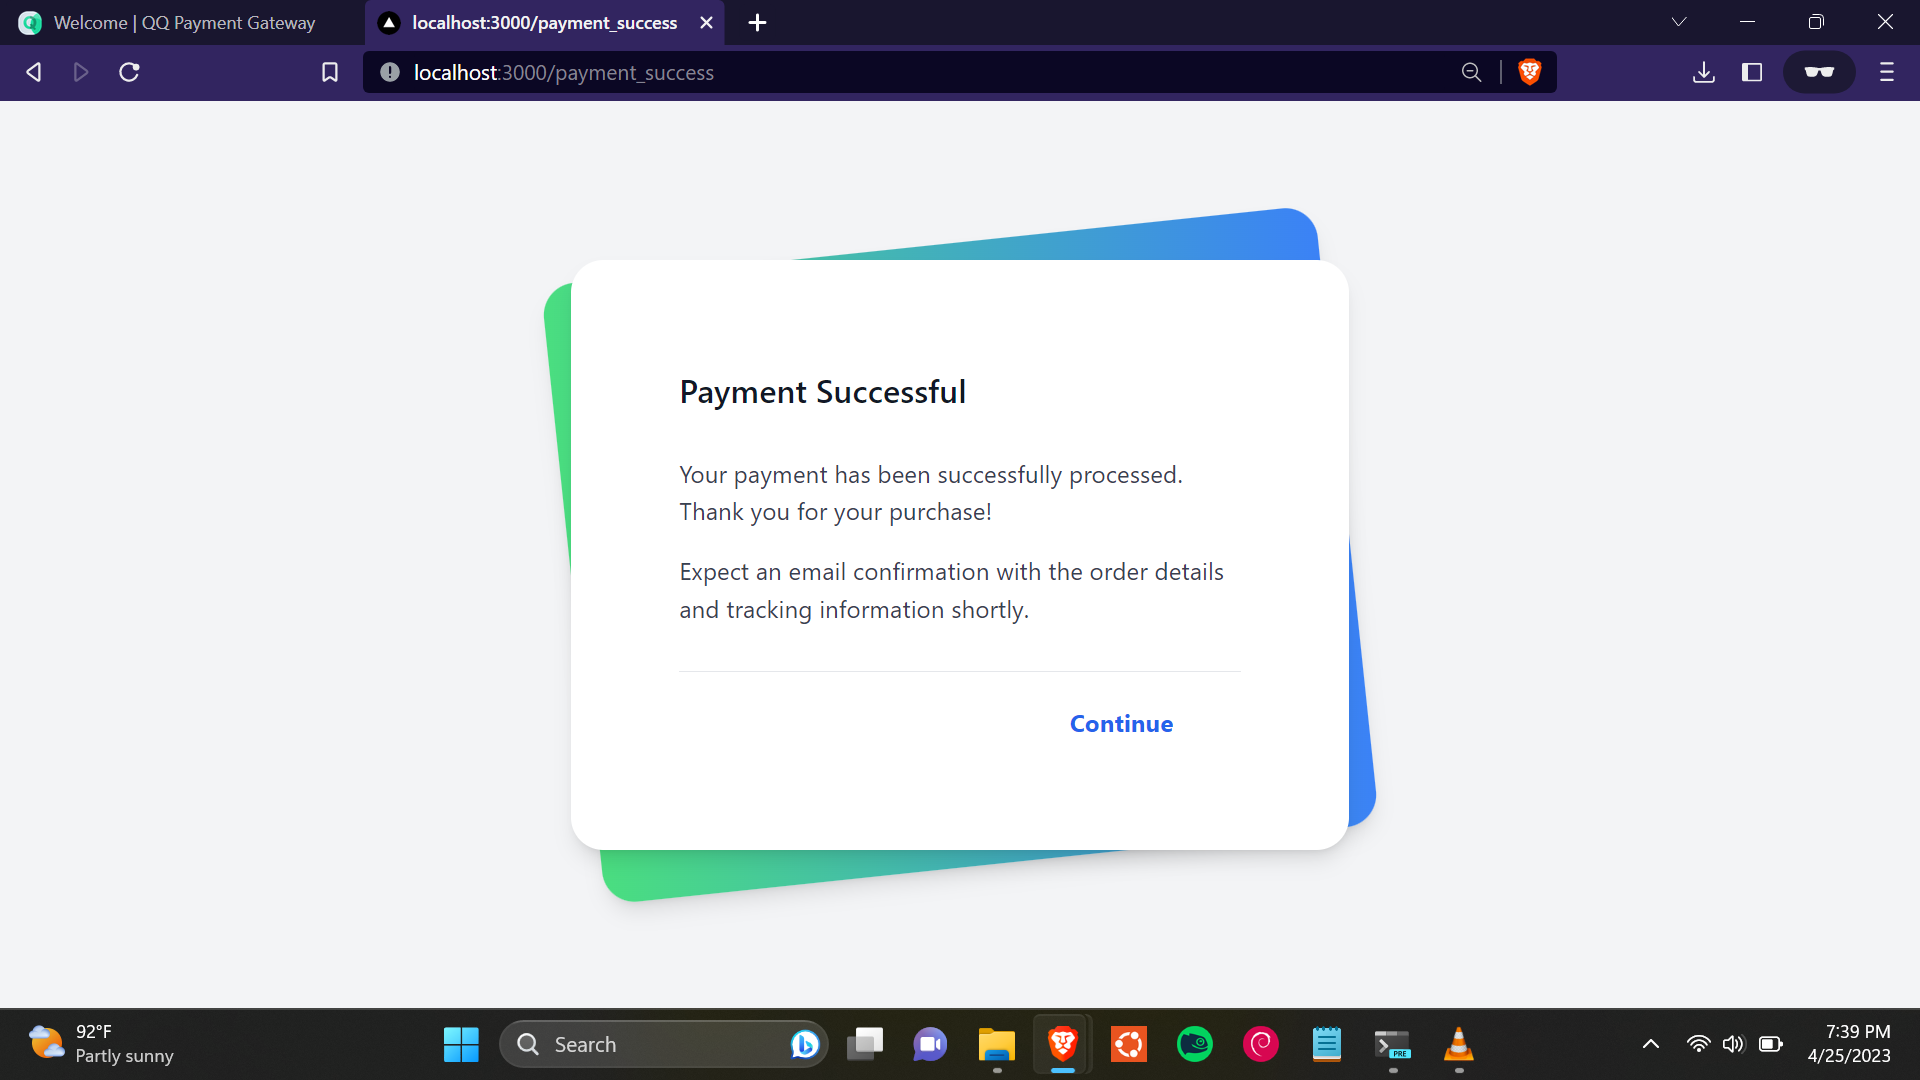 Welcome | QQ Payment Gateway
localhost:3000/payment_success
localhost:3000/payment_success
Payment Successful
Your payment has been successfully processed.
Thank you for your purchase!
Expect an email confirmation with the order details
and tracking information shortly.
Continue
92°F
Partly sunny
Search
PRE
7:39 PM
4/25/2023